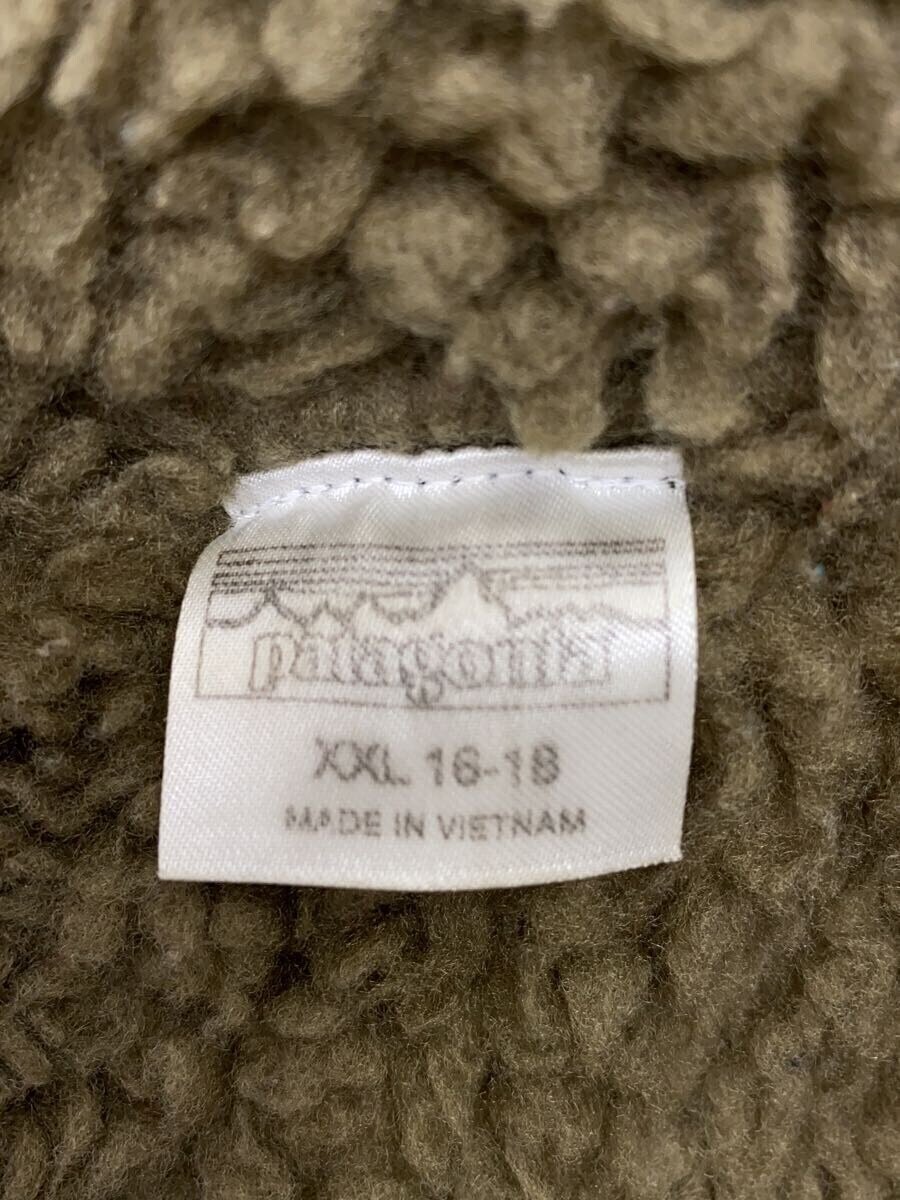 patagonia
XXL 16-18
MADE IN VIETNAM